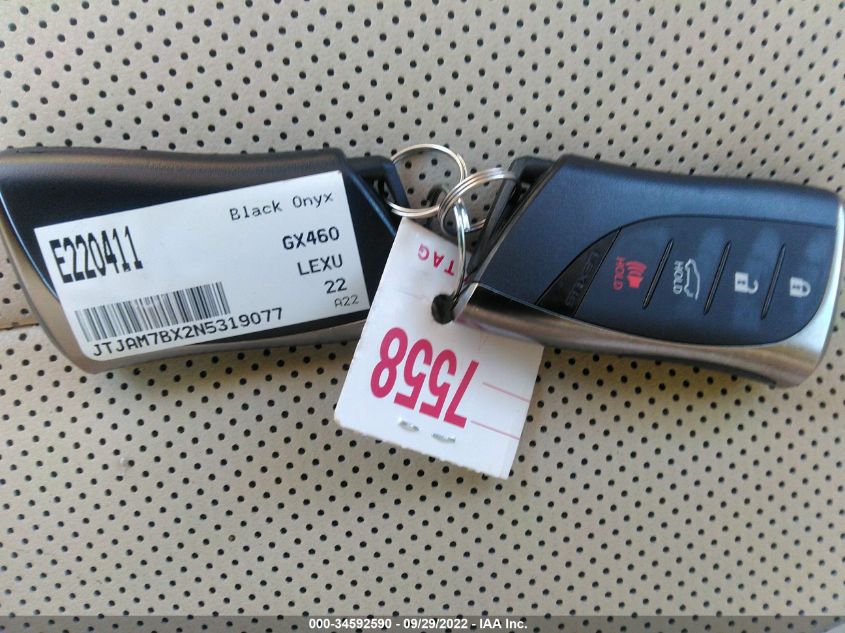 Black Onyx
E220411
GX460
LEXU
22
A22
JTJAM7BX2N5319077
TAG
7558
LEXUS
HOLD
HOLD
000-34592590 - 09/29/2022 - IAA Inc.